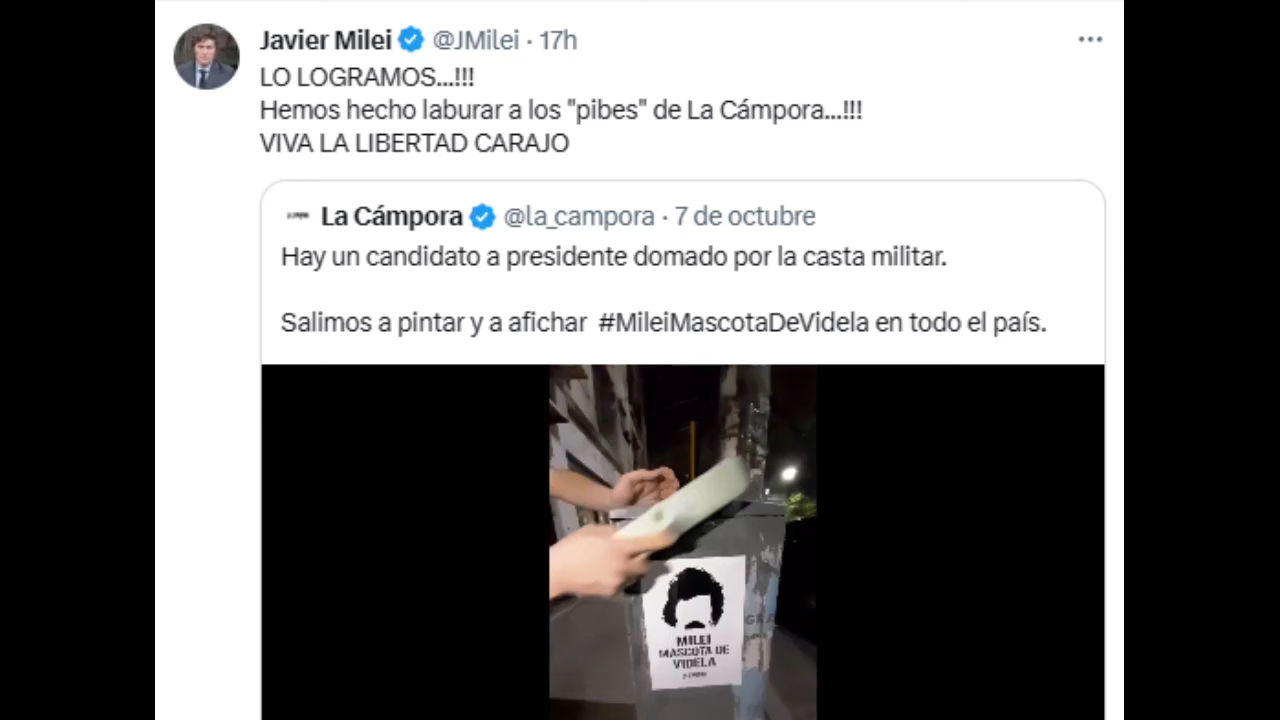 Javier Milei @JMilei · 17h
LO LOGRAMOS...!!!
Hemos hecho laburar a los "pibes" de La Cámpora...!!!
VIVA LA LIBERTAD CARAJO
La Cámpora @la_campora · 7 de octubre
Hay un candidato a presidente domado por la casta militar.
Salimos a pintar y a afichar #MileiMascotaDeVidela en todo el país.
MILEI
MASCOTA DE
VIDELA